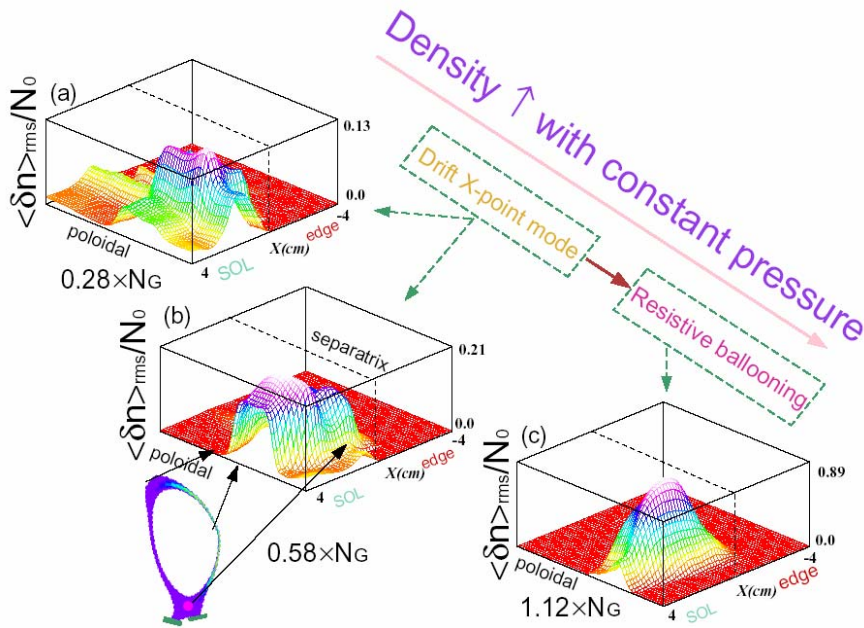 Density ↑ with constant pressure
(a)
<δn>rms/N0
0.13
0.0
-4
edge
X(cm)
SOL
4
poloidal
0.28×NG
Drift X-point mode
Resistive ballooning
(b)
<δn>rms/N0
separatrix
0.21
0.0
-4
edge
X(cm)
SOL
4
poloidal
0.58×NG
(c)
<δn>rms/N0
0.89
0.0
-4
edge
X(cm)
SOL
4
poloidal
1.12×NG